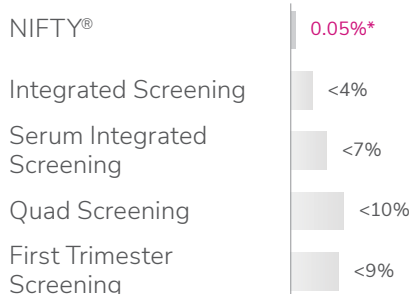 NIFTY® 0.05%*
Integrated Screening <4%
Serum Integrated
Screening <7%
Quad Screening <10%
First Trimester
Screening <9%